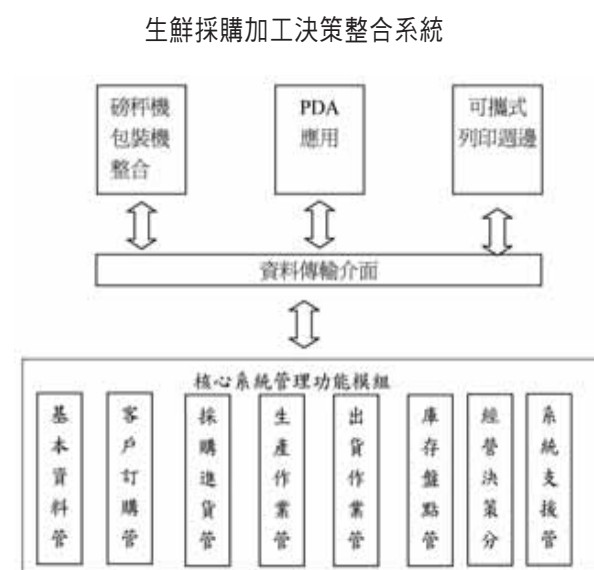 生鮮採購加工決策整合系統
磅秤機
包裝機
整合
PDA
應用
可攜式
列印週邊
資料傳輸介面
核心系統管理功能模組
基本資料管
客戶訂購管
採購進貨管
生產作業管
出貨作業管
庫存盤點管
經營決策分
系統支援管